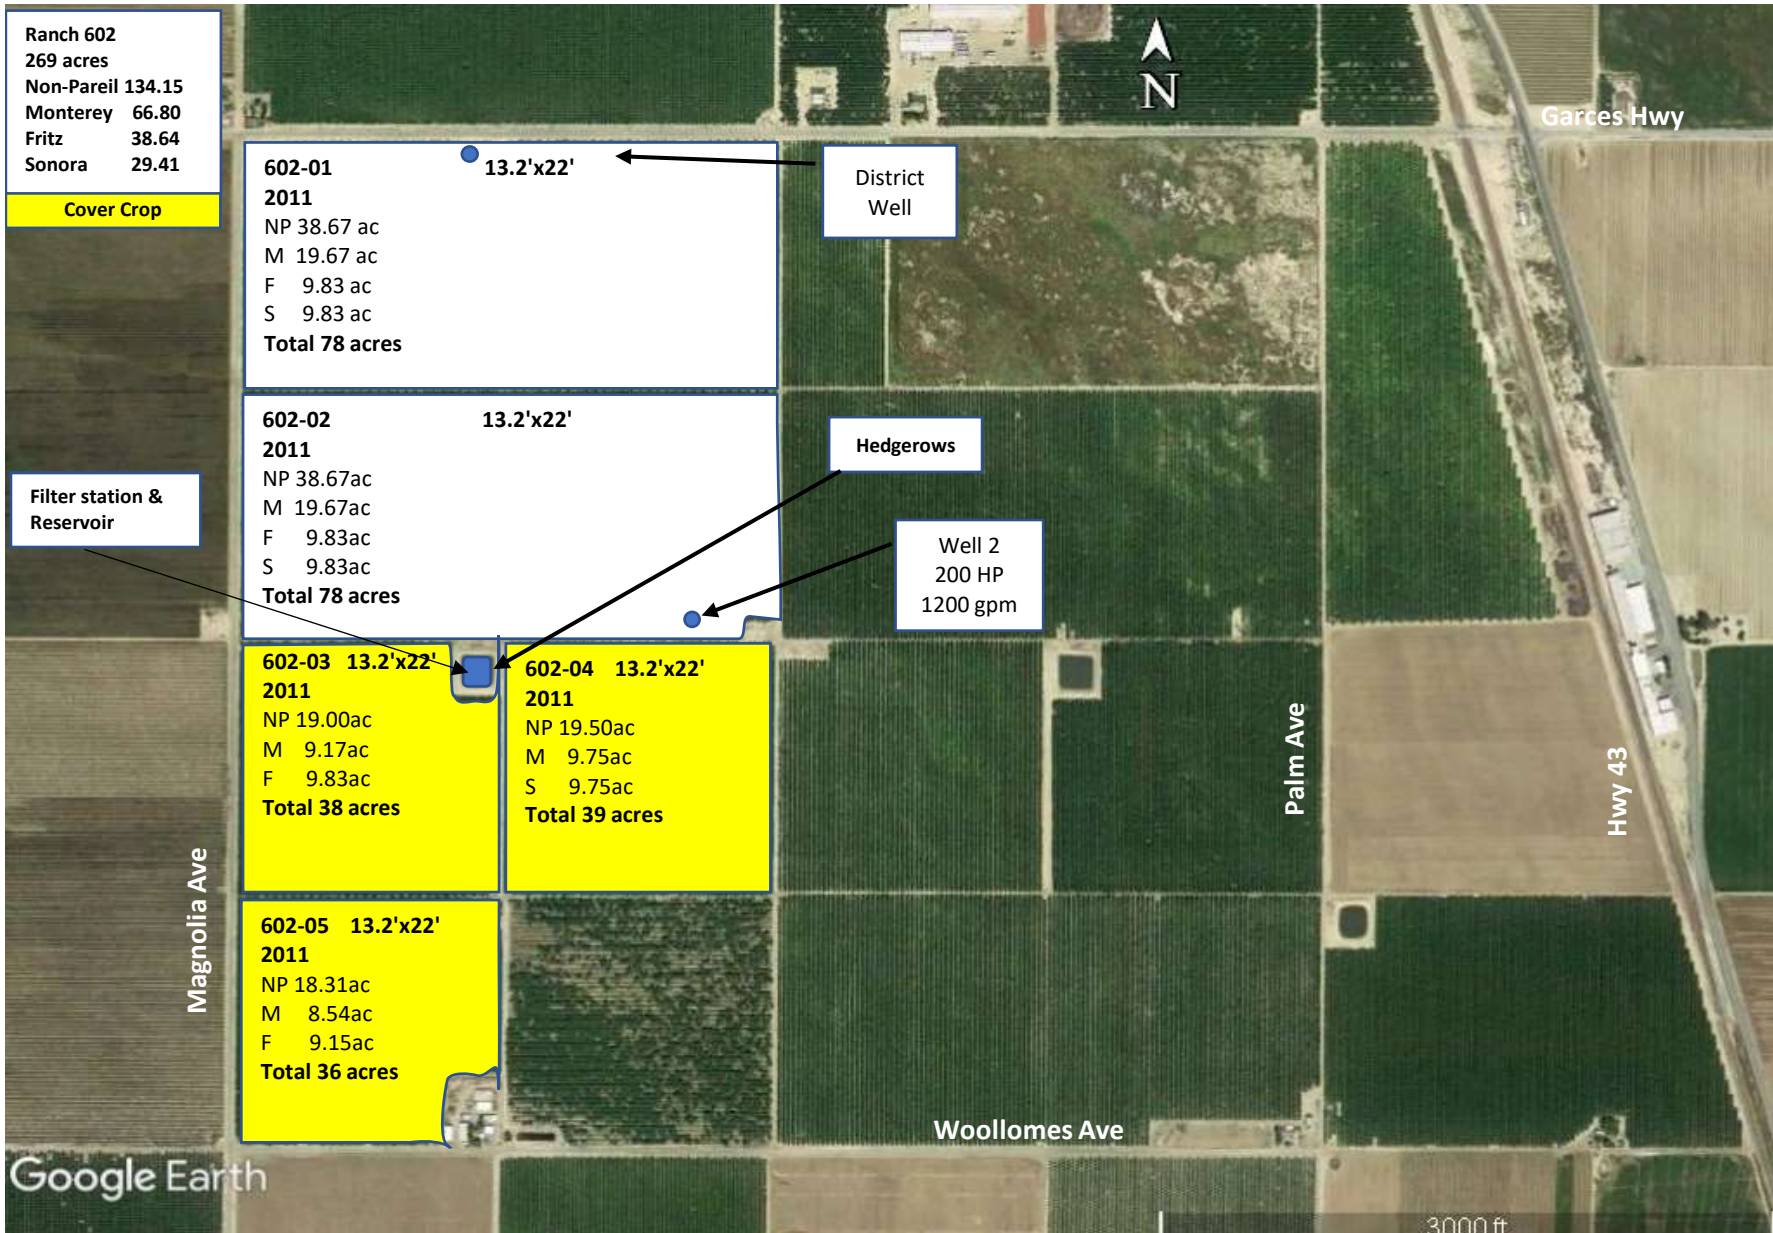 Ranch 602
269 acres
Non-Pareil 134.15
Monterey 66.80
Fritz 38.64
Sonora 29.41
Cover Crop
N
Garces Hwy
602-01 13.2'x22'
2011
NP 38.67 ac
M 19.67 ac
F 9.83 ac
S 9.83 ac
Total 78 acres
District
Well
602-02 13.2'x22'
2011
NP 38.67ac
M 19.67ac
F 9.83ac
S 9.83ac
Total 78 acres
Hedgerows
Filter station &
Reservoir
Well 2
200 HP
1200 gpm
602-03 13.2'x22'
2011
NP 19.00ac
M 9.17ac
F 9.83ac
Total 38 acres
602-04 13.2'x22'
2011
NP 19.50ac
M 9.75ac
S 9.75ac
Total 39 acres
Palm Ave
Hwy 43
Magnolia Ave
602-05 13.2'x22'
2011
NP 18.31ac
M 8.54ac
F 9.15ac
Total 36 acres
Woollomes Ave
Google Earth
3000 ft